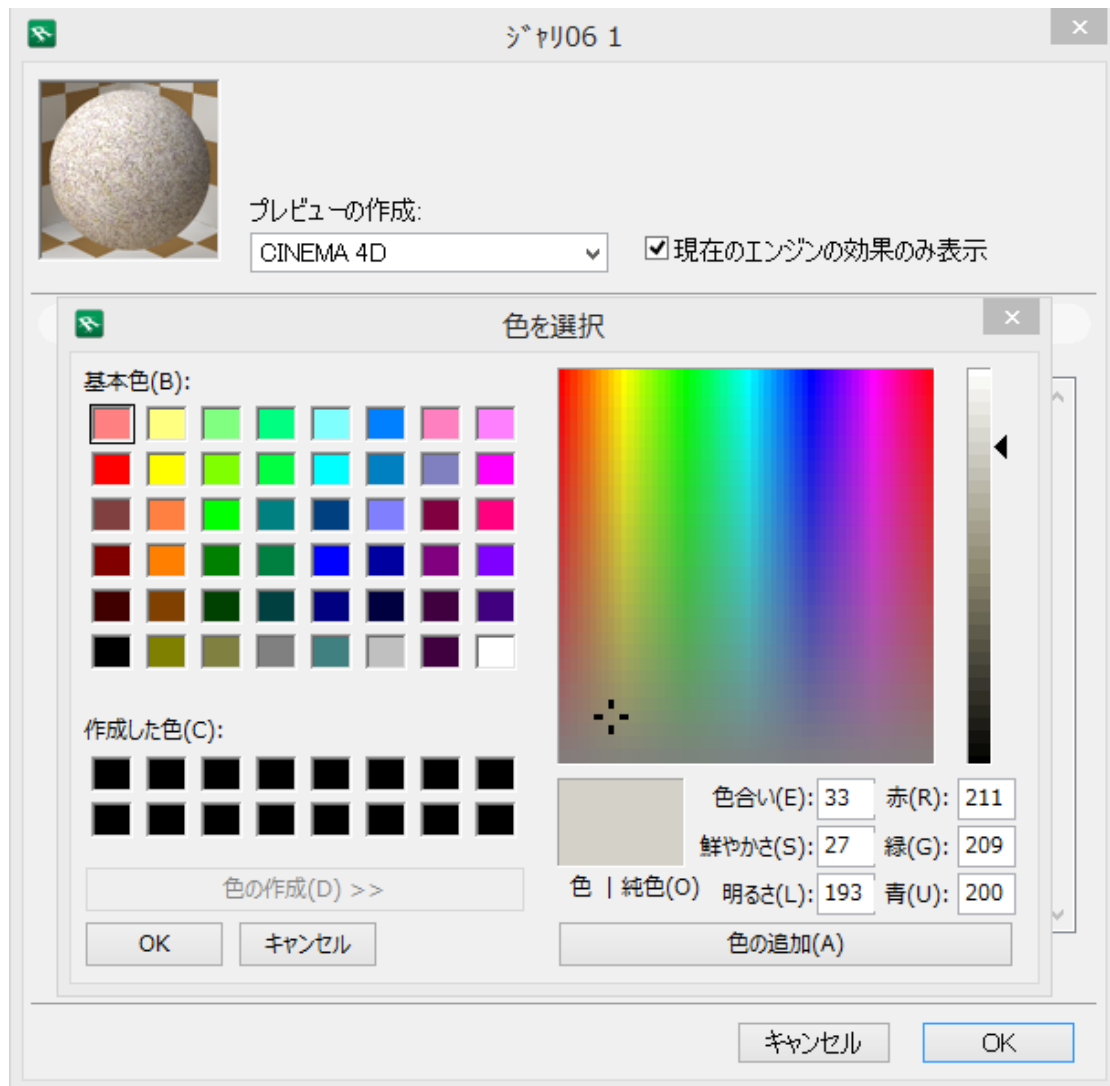 ｼﾞｬﾘ06 1
プレビューの作成:
CINEMA 4D
現在のエンジンの効果のみ表示
色を選択
基本色(B):
作成した色(C):
色の作成(D) >>
OK
キャンセル
色合い(E): 33 赤(R): 211
鮮やかさ(S): 27 緑(G): 209
色 | 純色(O) 明るさ(L): 193 青(U): 200
色の追加(A)
キャンセル
OK